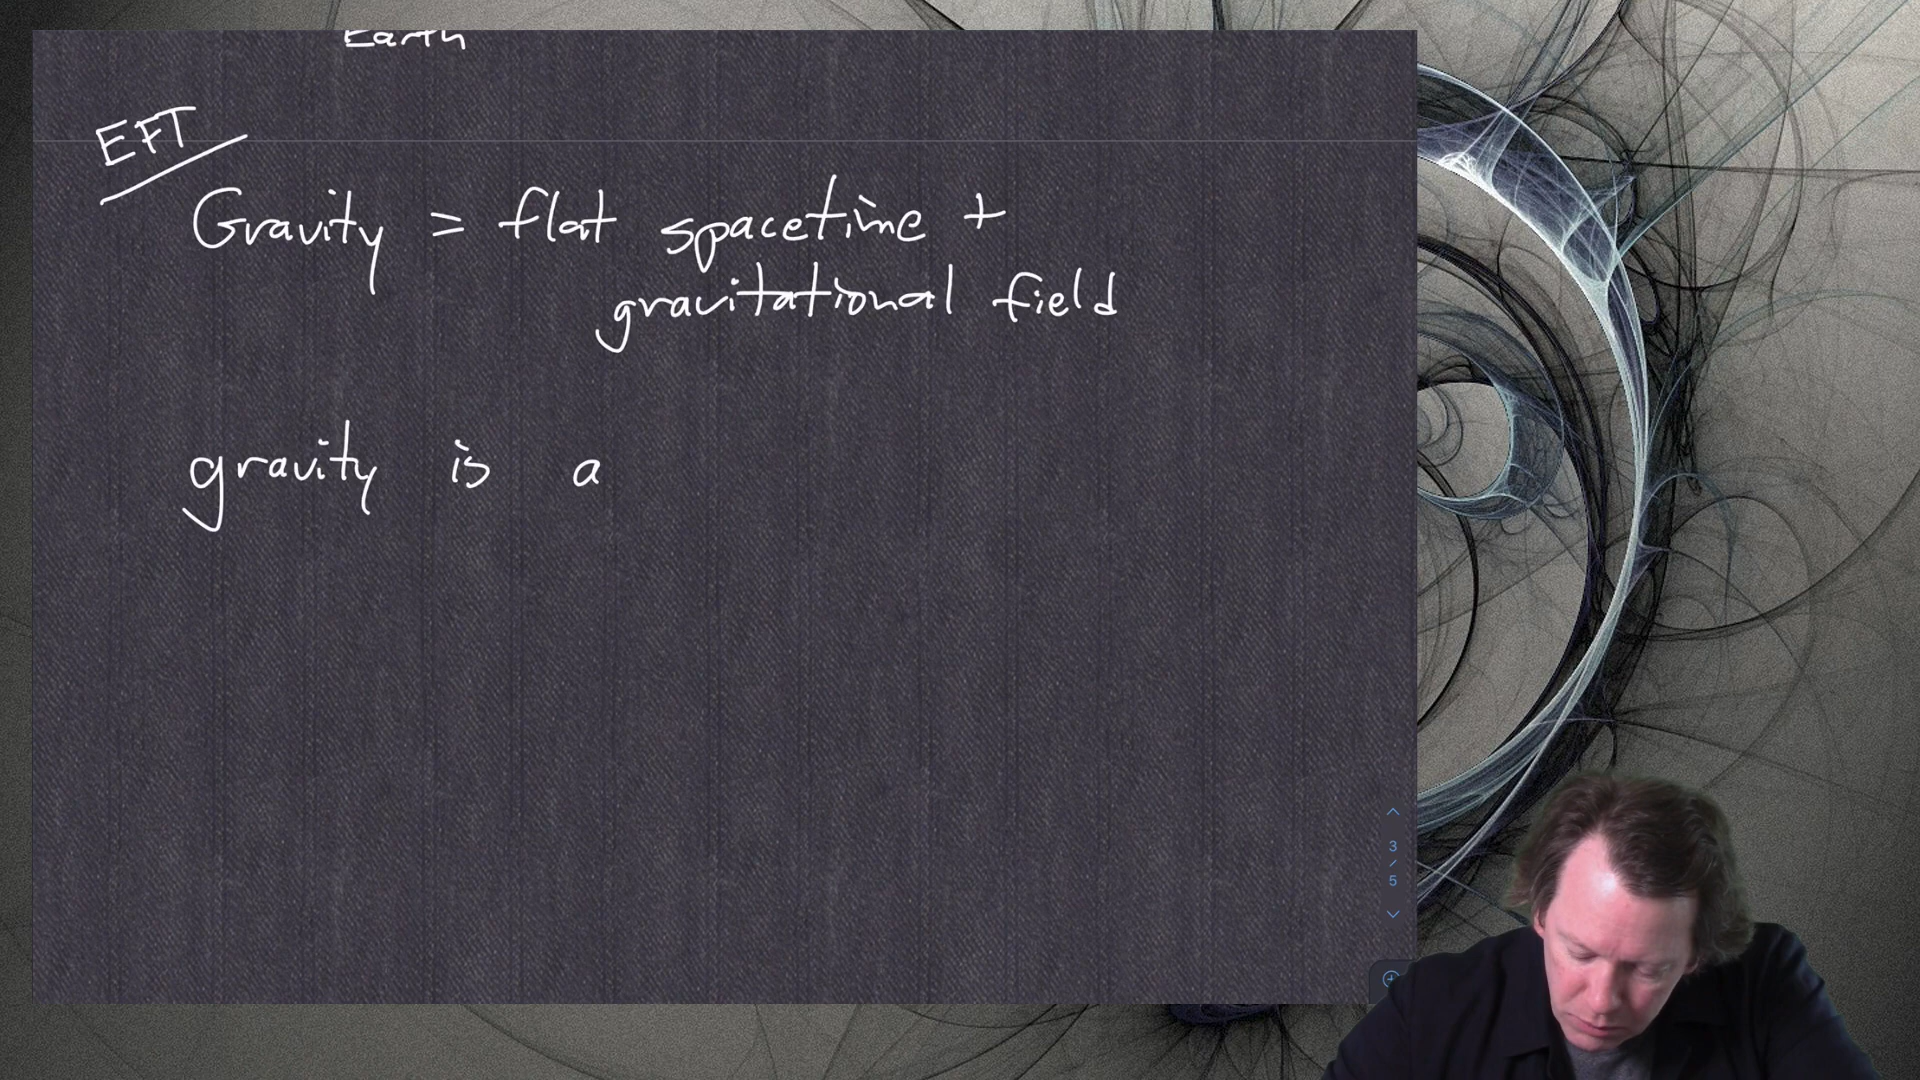 Earth
EFT
Gravity = flat spacetime +
gravitational field
gravity is a
3
/
5